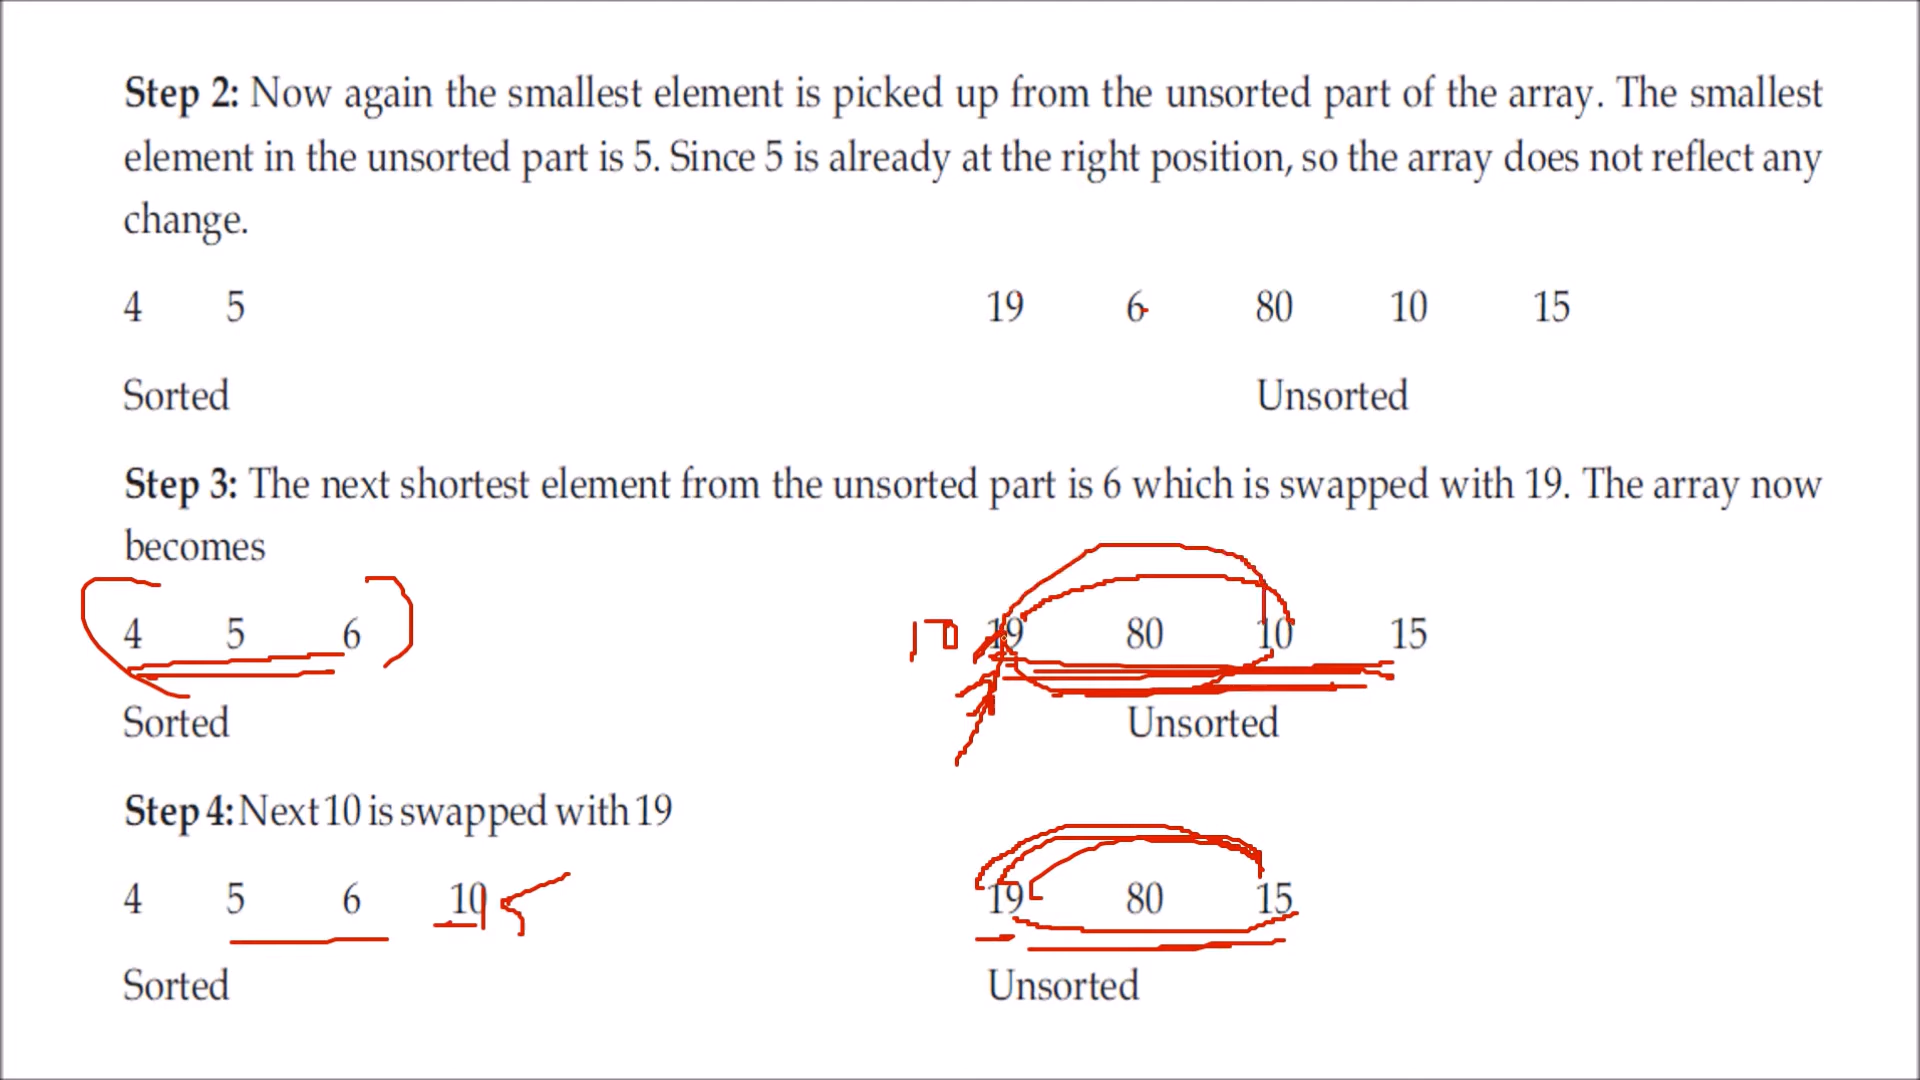 Step 2: Now again the smallest element is picked up from the unsorted part of the array. The smallest
element in the unsorted part is 5. Since 5 is already at the right position, so the array does not reflect any
change.
4 5 19 6 80 10 15
Sorted Unsorted
Step 3: The next shortest element from the unsorted part is 6 which is swapped with 19. The array now
becomes
4 5 6 10 19 80 10 15
Sorted Unsorted
Step 4: Next 10 is swapped with 19
4 5 6 10 19 80 15
Sorted Unsorted